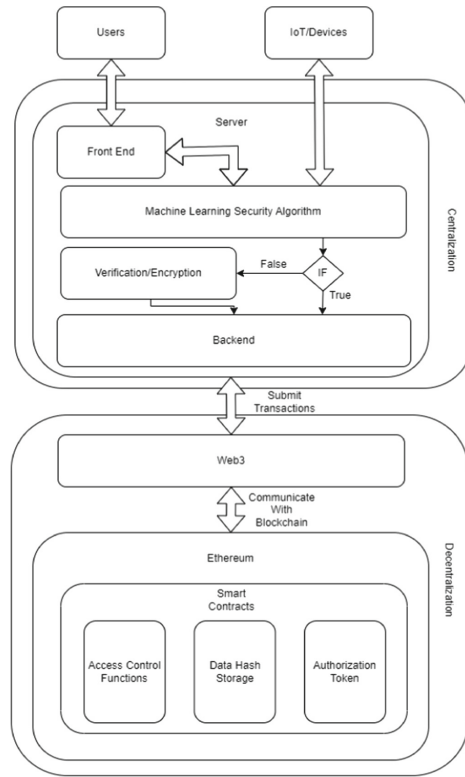 Users
IoT/Devices
Server
Front End
Machine Learning Security Algorithm
Centralization
False
IF
Verification/Encryption
True
Backend
Submit
Transactions
Web3
Communicate
With
Blockchain
Decentralization
Ethereum
Smart
Contracts
Access Control
Functions
Data Hash
Storage
Authorization
Token